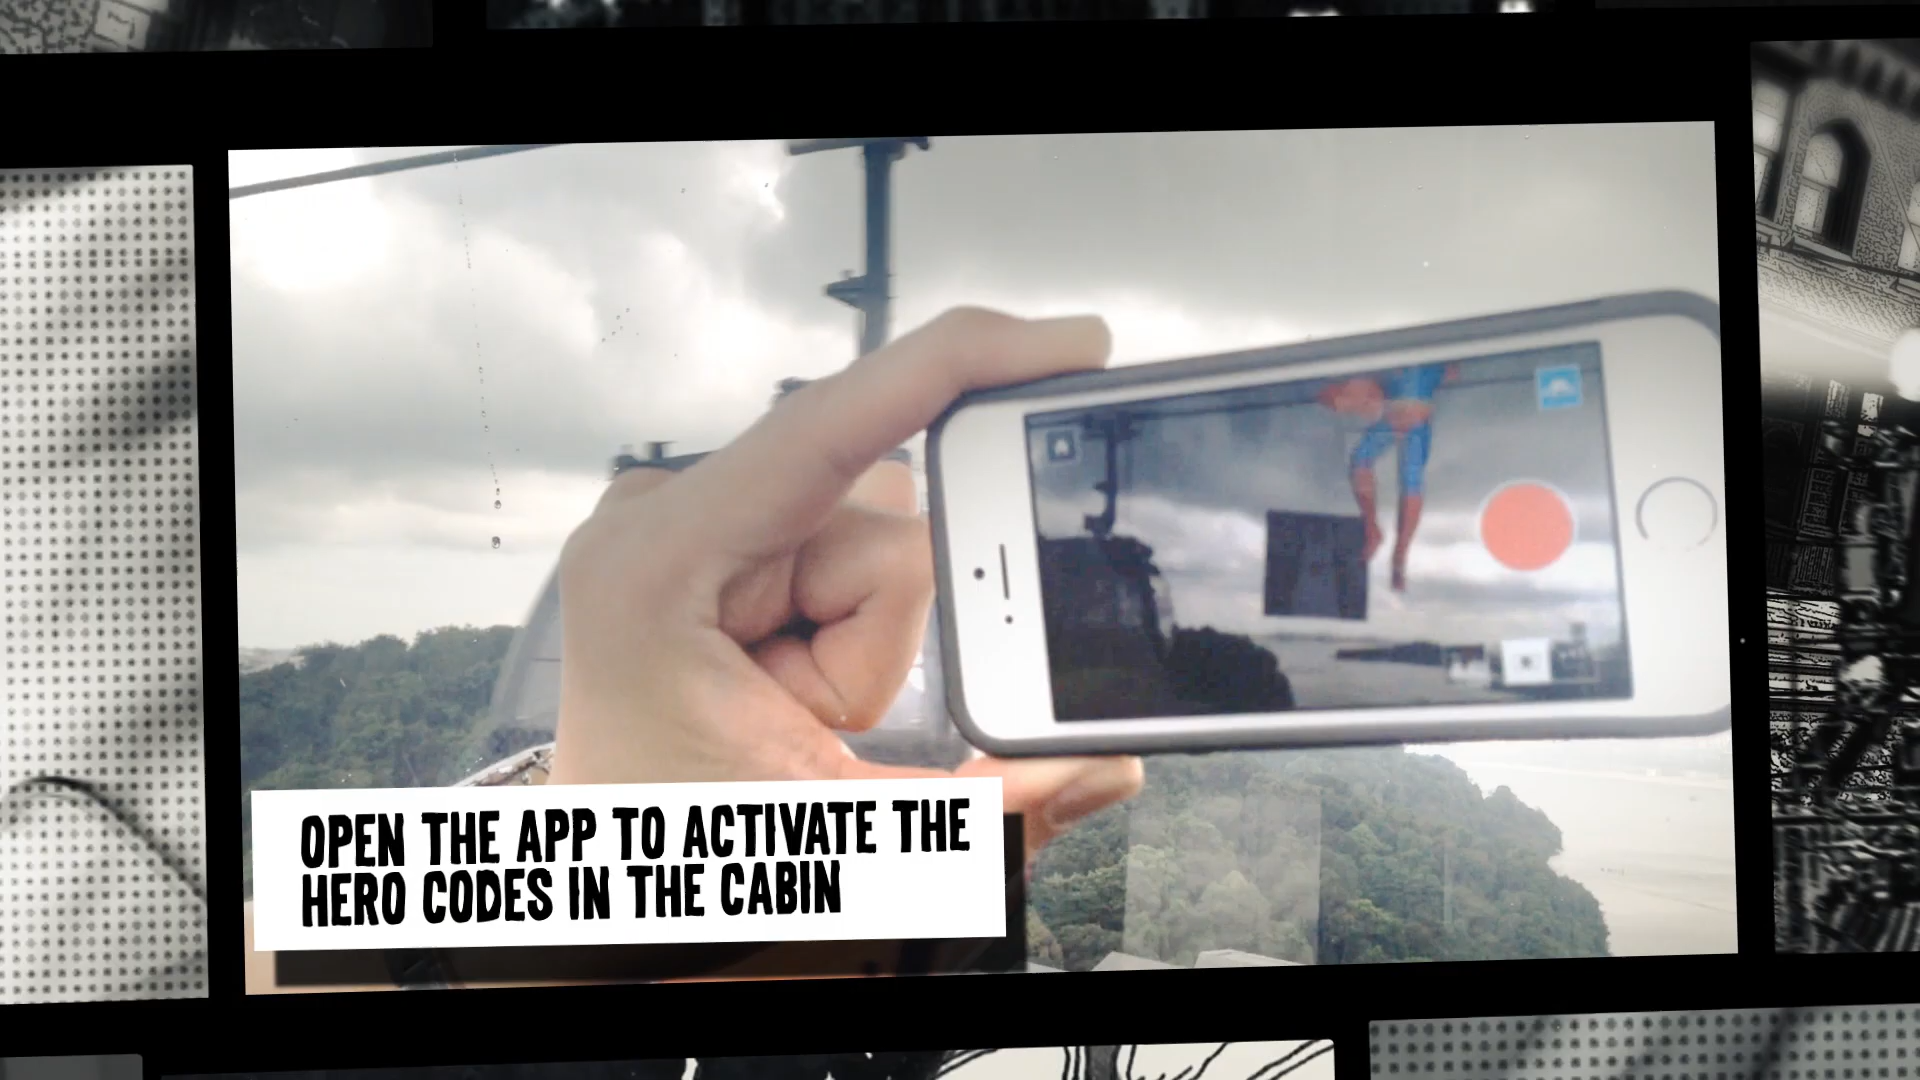 OPEN THE APP TO ACTIVATE THE
HERO CODES IN THE CABIN